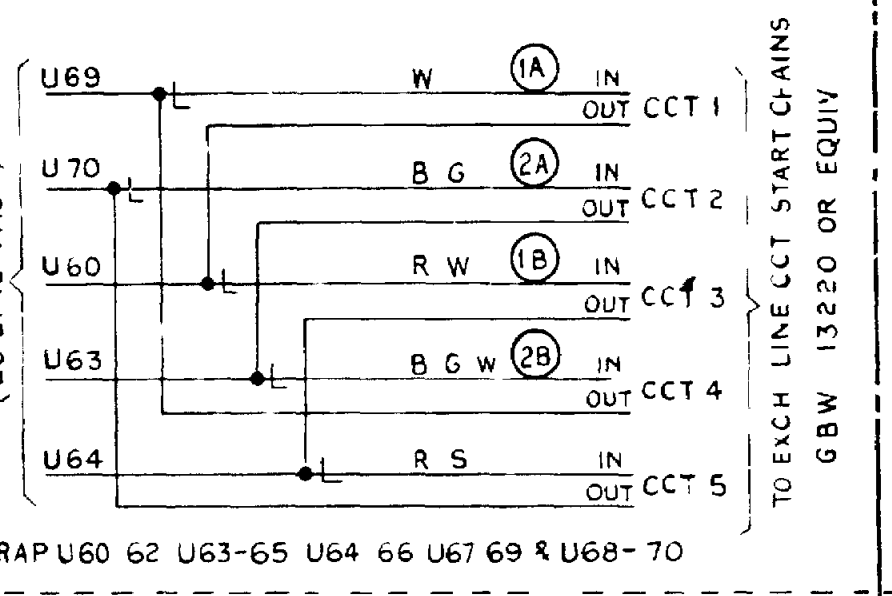 U69 W 1A IN
OUT CCT 1
U70 B G 2A IN
OUT CCT 2
U60 R W 1B IN
OUT CCT 3
U63 B G W 2B IN
OUT CCT 4
U64 R S IN
OUT CCT 5
TO EXCH LINE CCT START CHAINS
GBW 13220 OR EQUIV
RAP U60 62 U63-65 U64 66 U67 69 & U68-70